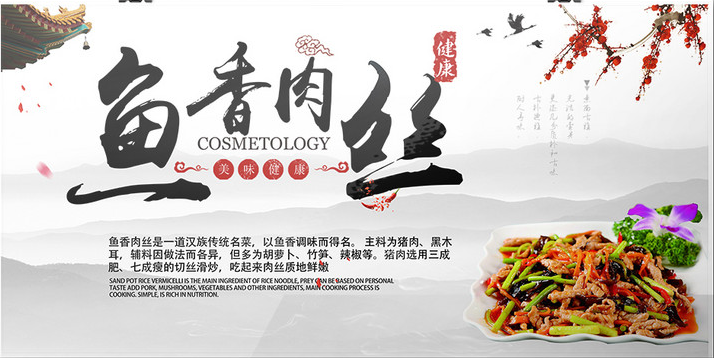 鱼香肉丝
健康
COSMETOLOGY
美味健康
鱼香肉丝是一道汉族传统名菜，以鱼香调味而得名。主料为猪肉、黑木
耳，辅料因做法而各异，但多为胡萝卜、竹笋、辣椒等。猪肉选用三成
肥、七成瘦的切丝滑炒，吃起来肉丝质地鲜嫩
SAND POT RICE VERMICELLI IS THE MAIN INGREDIENT OF RICE NOODLE, PREY CAN BE BASED ON PERSONAL
TASTE ADD PORK, MUSHROOMS, VEGETABLES AND OTHER INGREDIENTS, MAIN COOKING PROCESS IS
COOKING. SIMPLE, IS RICH IN NUTRITION.